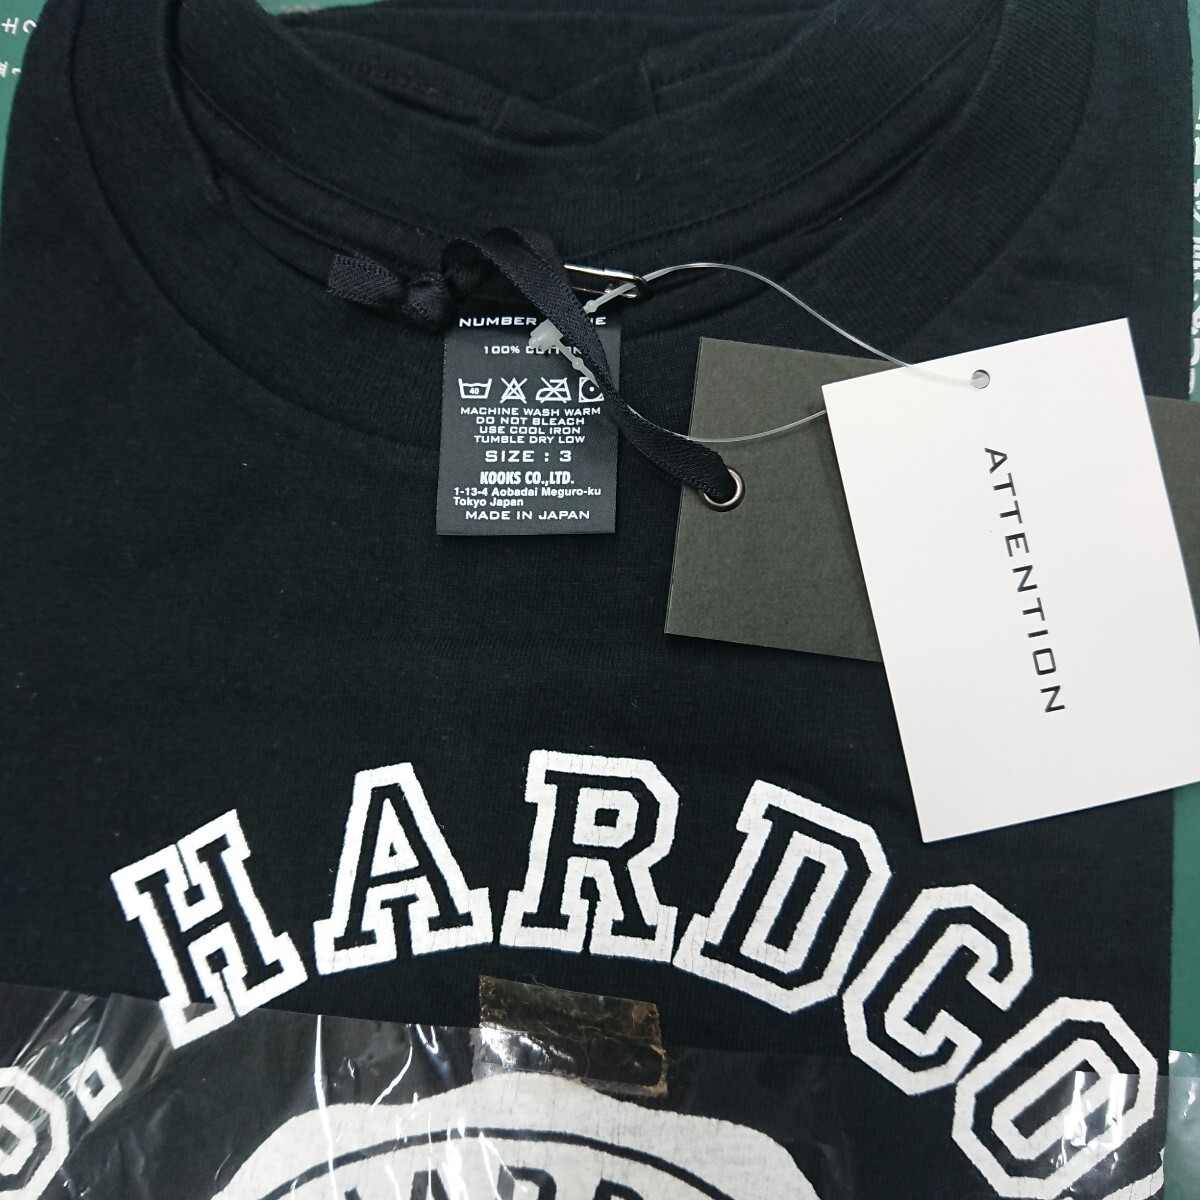 NUMBER
100% COTTON
40
MACHINE WASH WARM
DO NOT BLEACH
USE COOL IRON
TUMBLE DRY LOW
SIZE : 3
KOOKS CO.,LTD.
1-13-4 Aobadai Meguro-ku
Tokyo Japan
MADE IN JAPAN
ATTENTION
. HARDCO